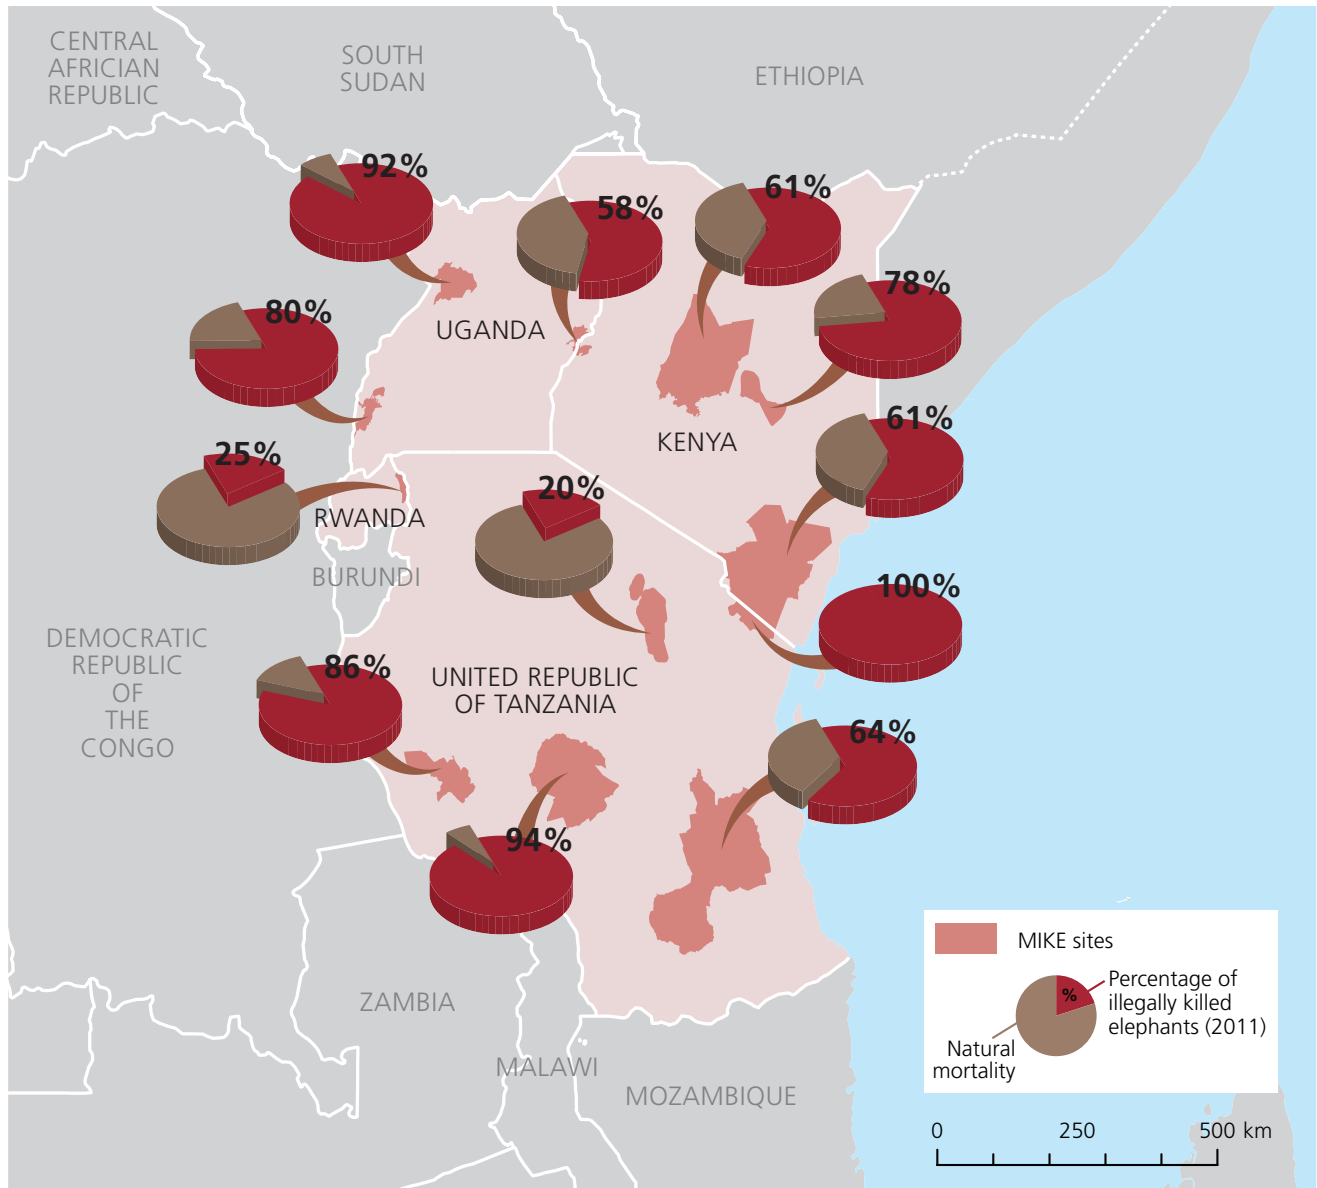 CENTRAL
AFRICIAN
REPUBLIC
SOUTH
SUDAN
ETHIOPIA
92%
58%
61%
78%
80%
UGANDA
KENYA
61%
25%
20%
RWANDA
BURUNDI
100%
DEMOCRATIC
REPUBLIC
OF
THE
CONGO
86%
UNITED REPUBLIC
OF TANZANIA
64%
94%
ZAMBIA
MALAWI
MOZAMBIQUE
MIKE sites
%
Percentage of
illegally killed
elephants (2011)
Natural
mortality
0 250 500 km